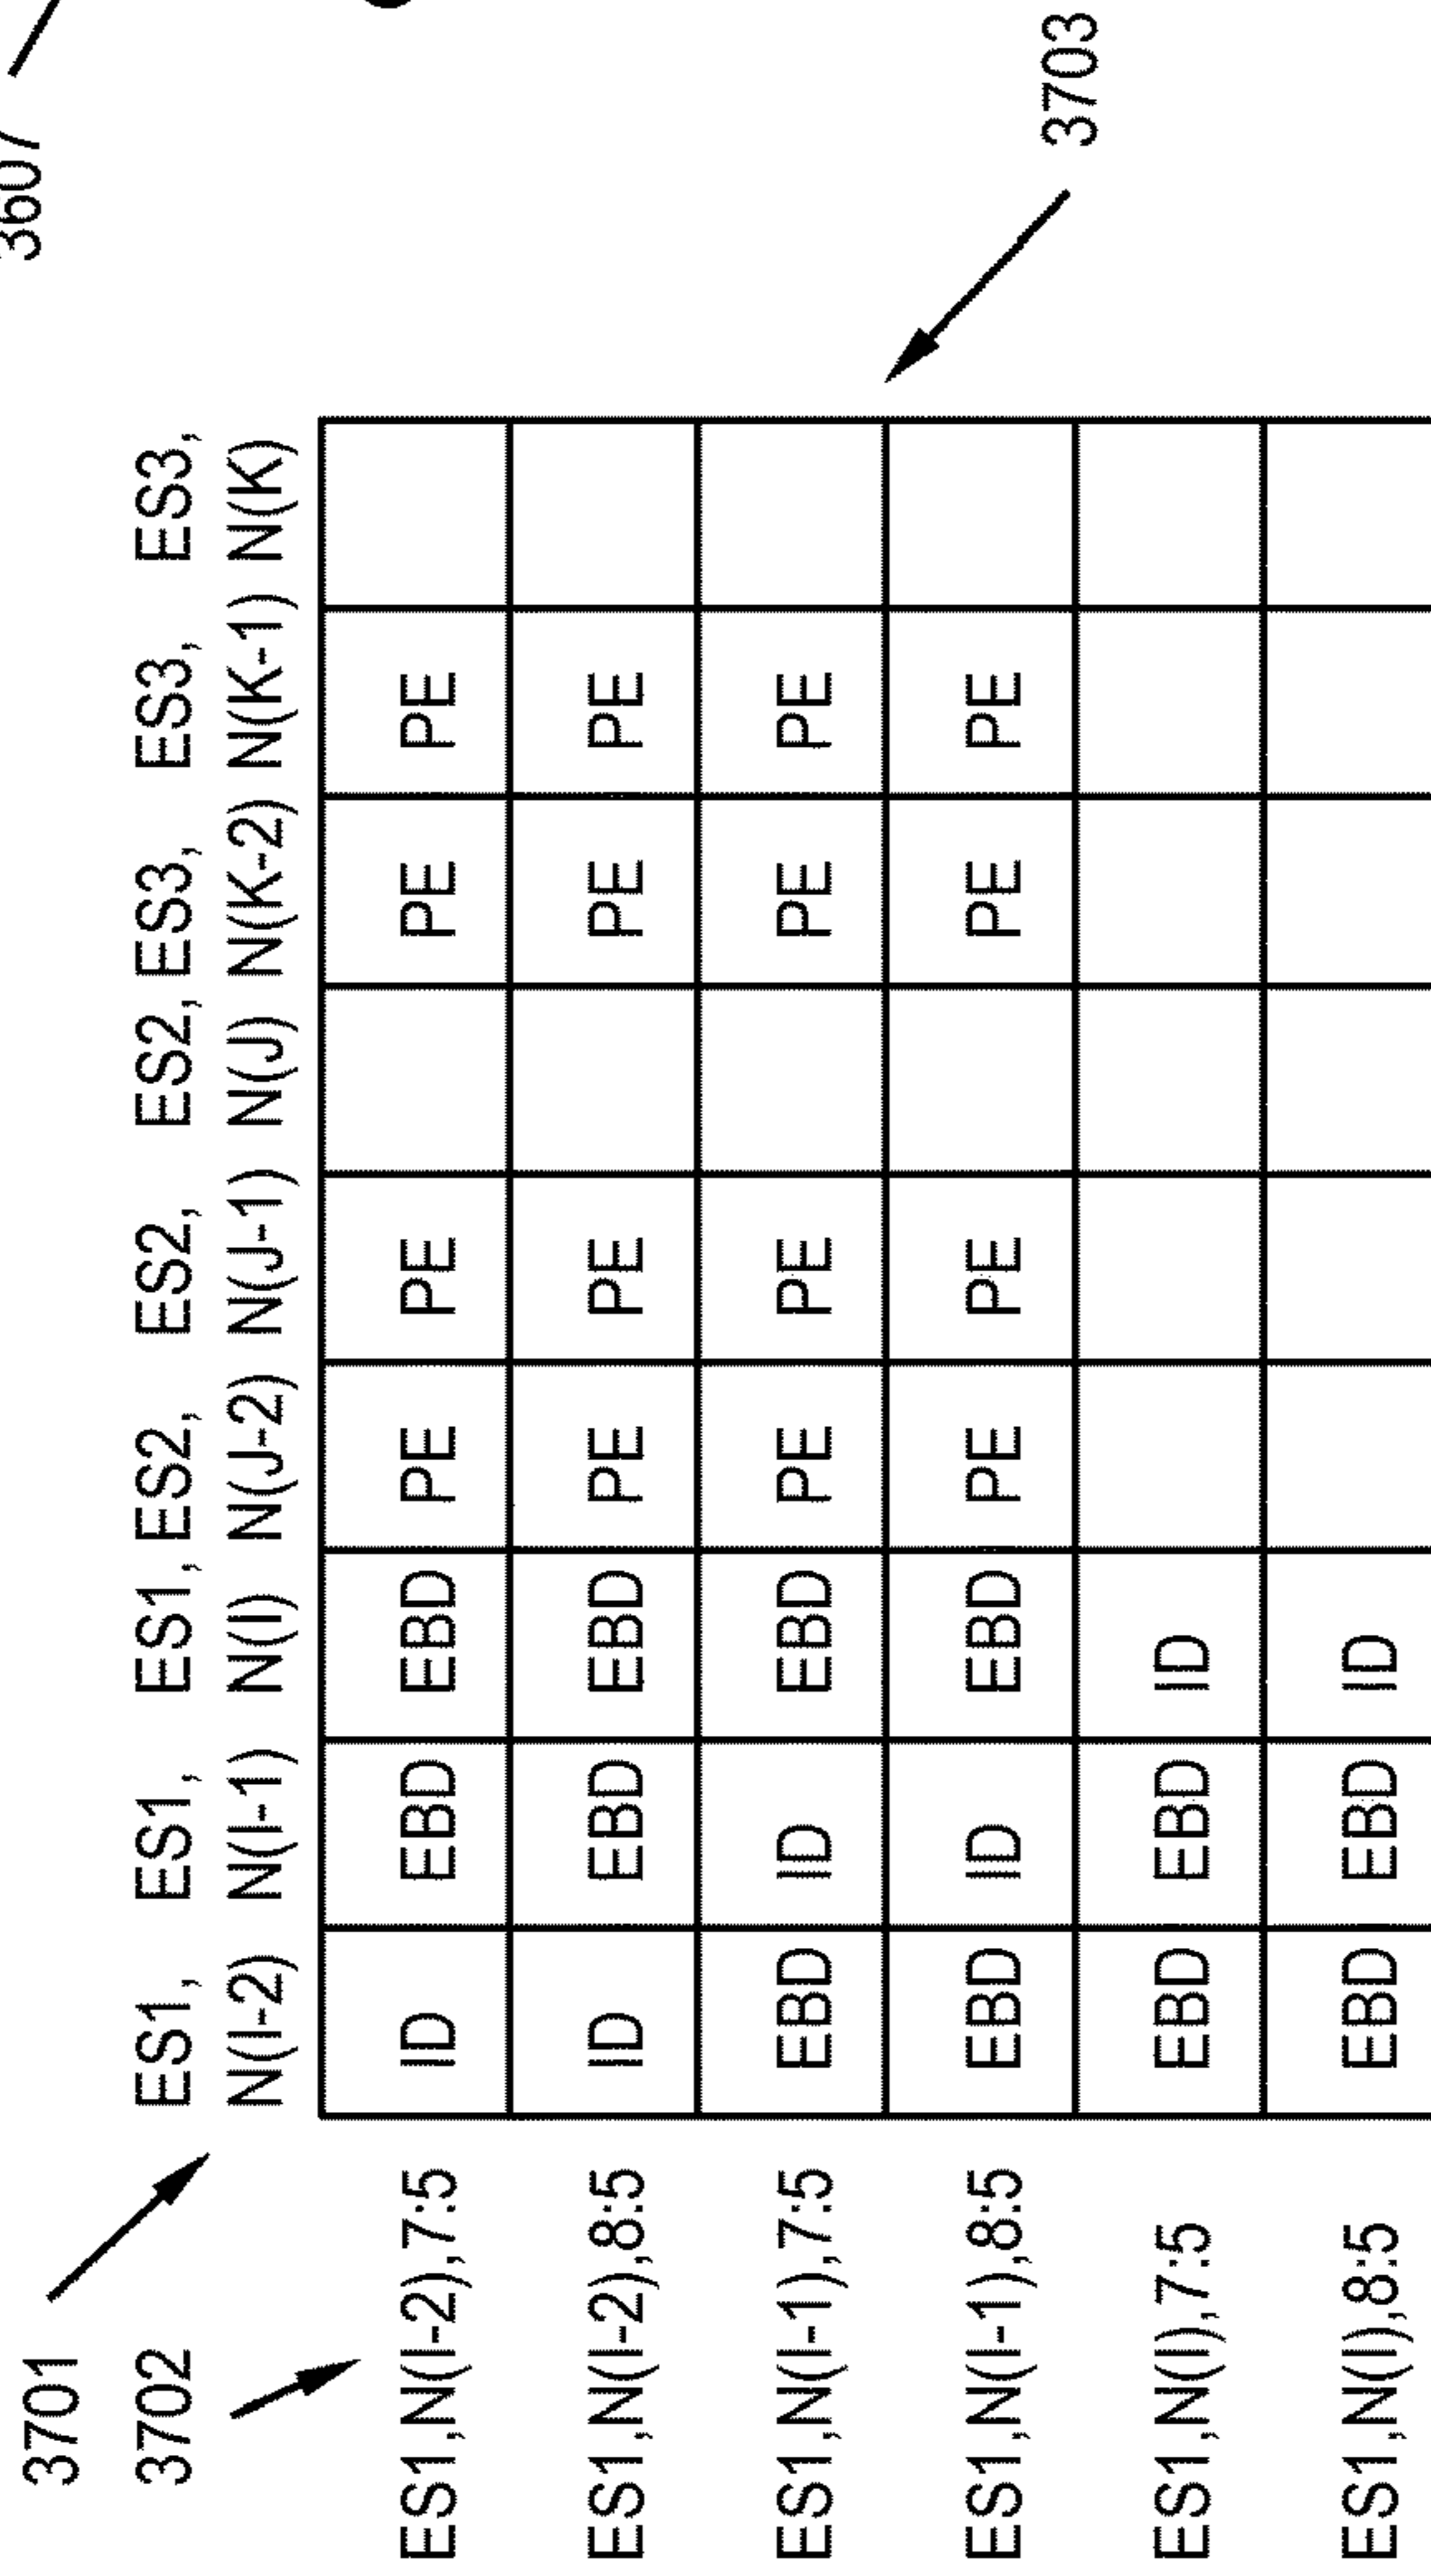 3607
3701
3702
3703
ES1, ES1, ES1, ES2, ES2, ES2, ES3, ES3, ES3,
N(I-2) N(I-1) N(I) N(J-2) N(J-1) N(J) N(K-2) N(K-1) N(K)
ES1,N(I-2),7:5 ID EBD EBD PE PE PE PE
ES1,N(I-2),8:5 ID EBD EBD PE PE PE PE
ES1,N(I-1),7:5 EBD ID EBD PE PE PE PE
ES1,N(I-1),8:5 EBD ID EBD PE PE PE PE
ES1,N(I),7:5 EBD EBD ID
ES1,N(I),8:5 EBD EBD ID